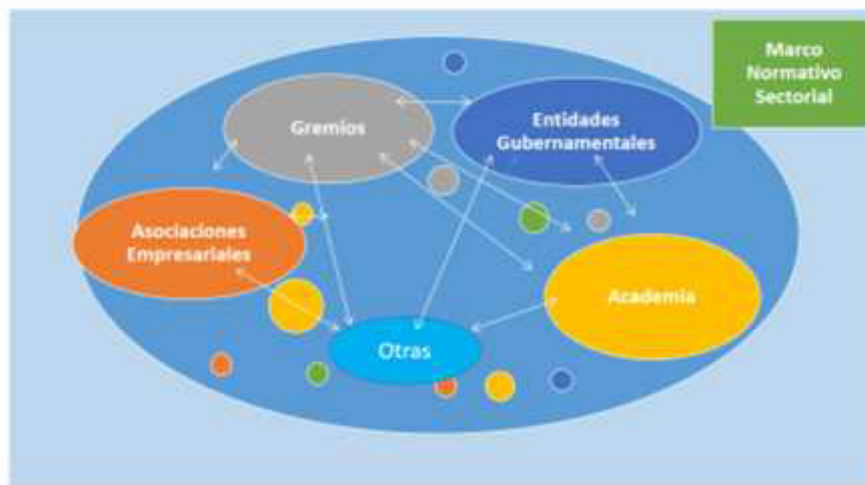 Marco
Normativo
Sectorial
Gremios
Entidades
Gubernamentales
Asociaciones
Empresariales
Academia
Otras